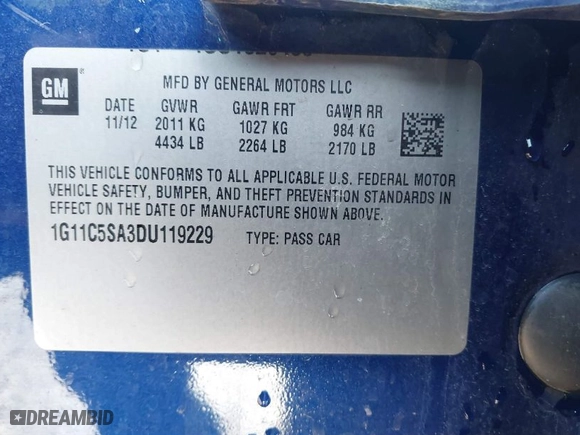 GM
MFD BY GENERAL MOTORS LLC
DATE GVWR GAWR FRT GAWR RR
11/12 2011 KG 1027 KG 984 KG
4434 LB 2264 LB 2170 LB
THIS VEHICLE CONFORMS TO ALL APPLICABLE U.S. FEDERAL MOTOR
VEHICLE SAFETY, BUMPER, AND THEFT PREVENTION STANDARDS IN
EFFECT ON THE DATE OF MANUFACTURE SHOWN ABOVE.
1G11C5SA3DU119229 TYPE: PASS CAR
DREAMBID